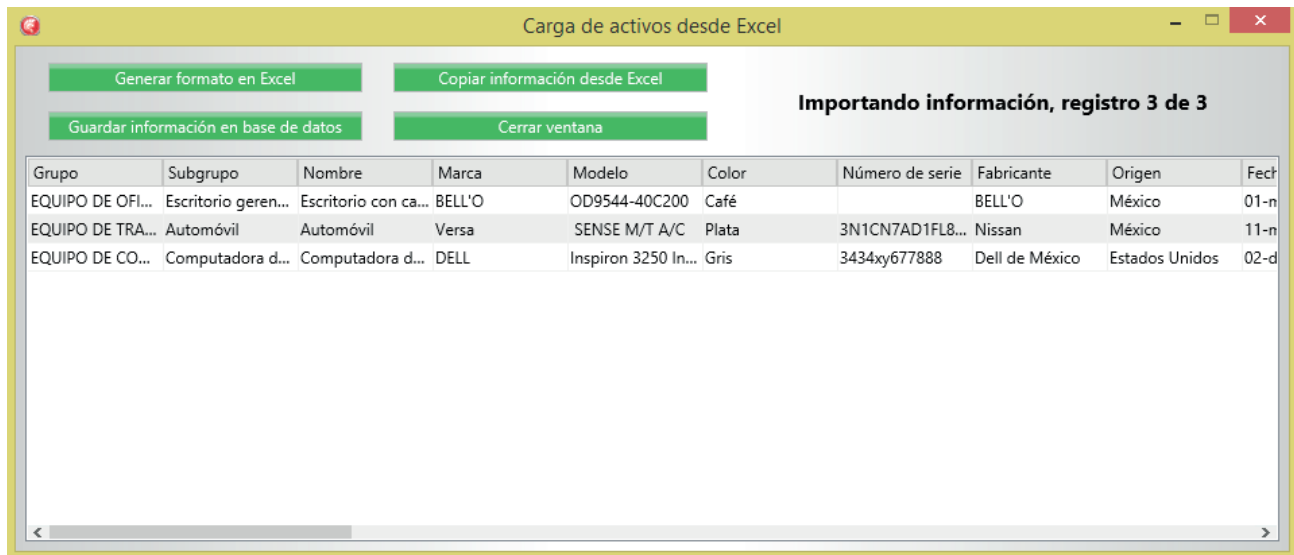 Carga de activos desde Excel
Generar formato en Excel Copiar información desde Excel
Importando información, registro 3 de 3
Guardar información en base de datos Cerrar ventana
Grupo Subgrupo Nombre Marca Modelo Color Número de serie Fabricante Origen Fech
EQUIPO DE OFI... Escritorio geren... Escritorio con ca... BELL'O OD9544-40C200 Café BELL'O México 01-m
EQUIPO DE TRA... Automóvil Automóvil Versa SENSE M/T A/C Plata 3N1CN7AD1FL8... Nissan México 11-m
EQUIPO DE CO... Computadora d... Computadora d... DELL Inspiron 3250 In... Gris 3434xy677888 Dell de México Estados Unidos 02-d